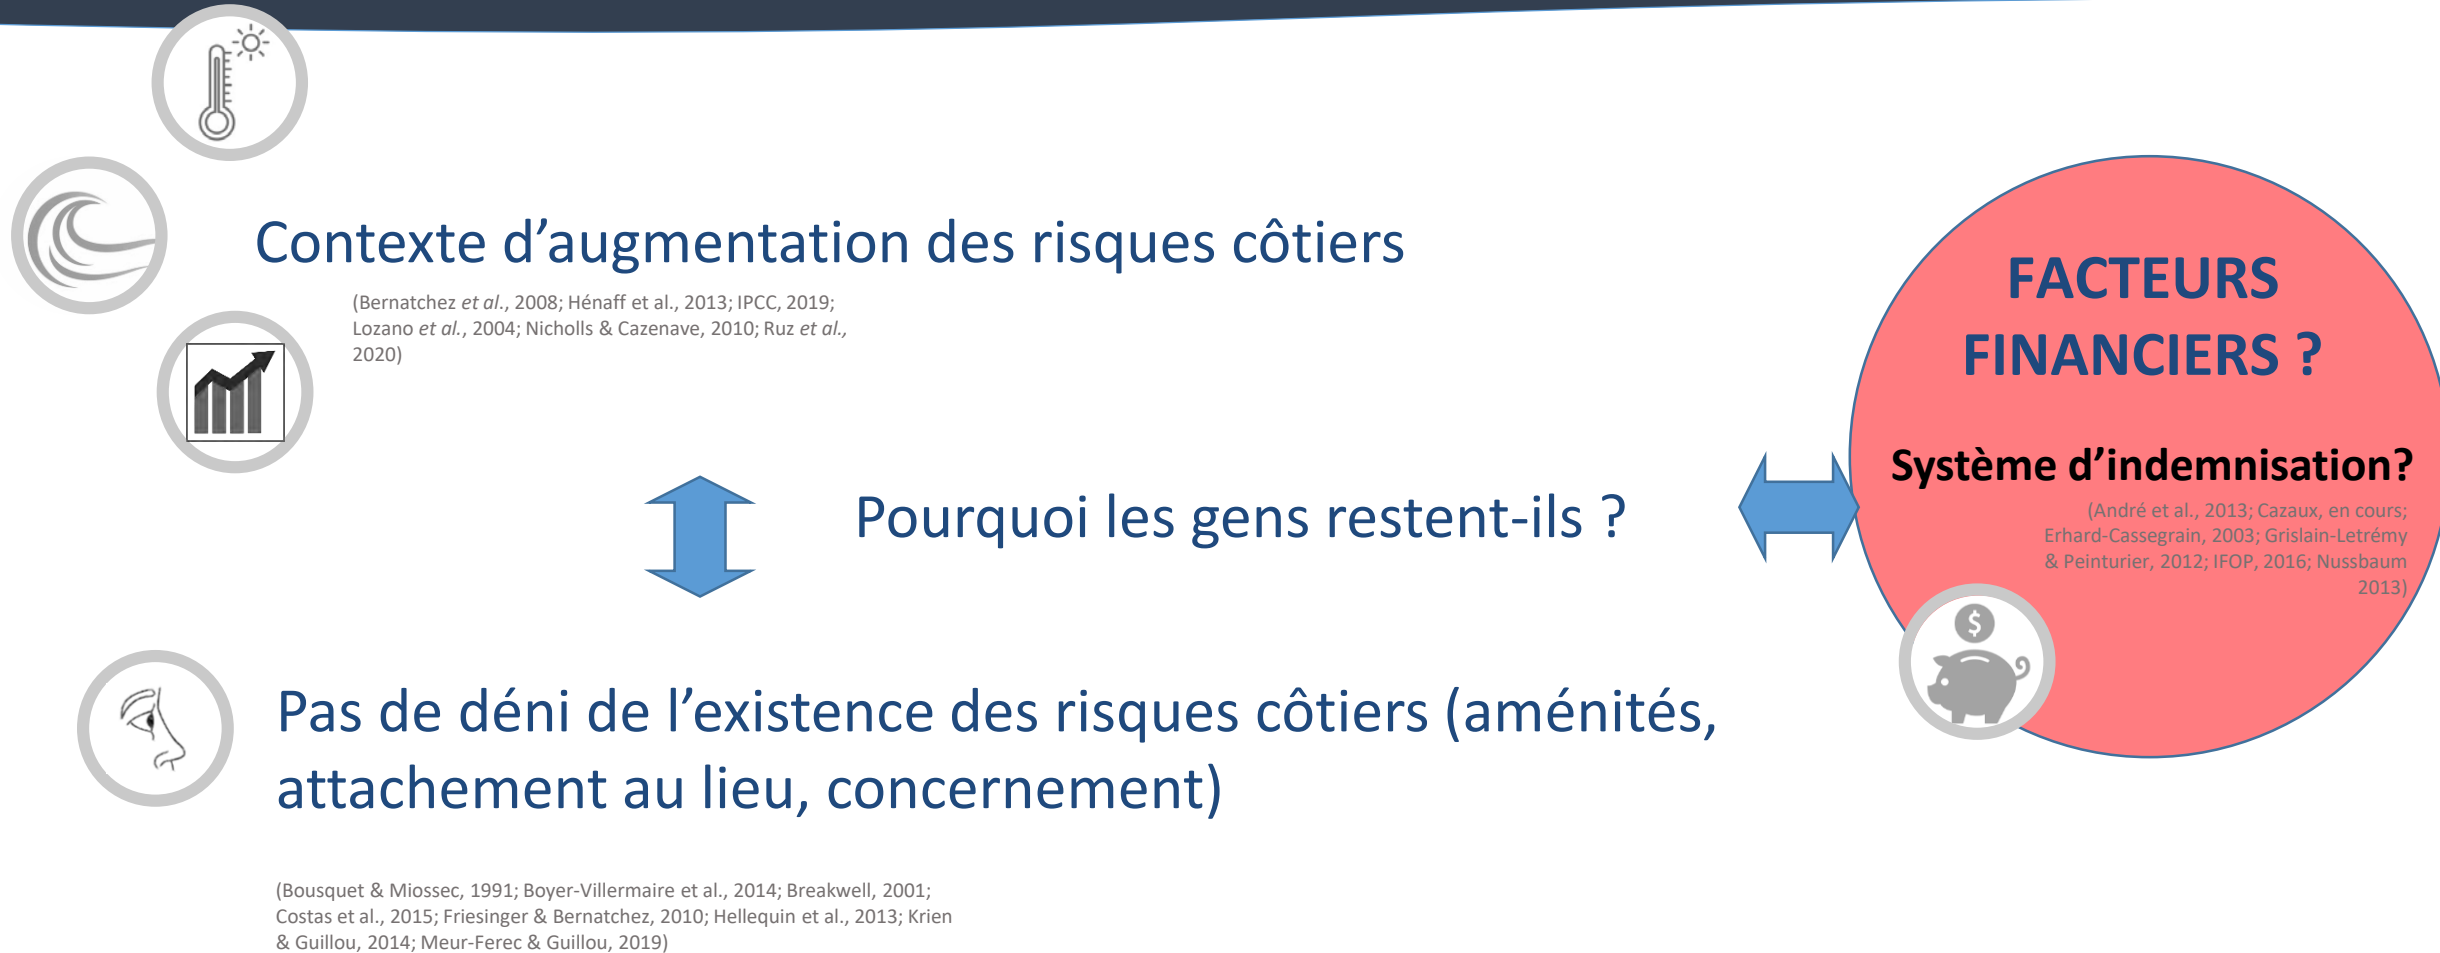 Contexte d’augmentation des risques côtiers
(Bernatchez et al., 2008; Hénaff et al., 2013; IPCC, 2019;
Lozano et al., 2004; Nicholls & Cazenave, 2010; Ruz et al.,
2020)
Pourquoi les gens restent-ils ?
Pas de déni de l’existence des risques côtiers (aménités,
attachement au lieu, concernement)
(Bousquet & Miossec, 1991; Boyer-Villermaire et al., 2014; Breakwell, 2001;
Costas et al., 2015; Friesinger & Bernatchez, 2010; Hellequin et al., 2013; Krien
& Guillou, 2014; Meur-Ferec & Guillou, 2019)
FACTEURS
FINANCIERS ?
Système d’indemnisation?
(André et al., 2013; Cazaux, en cours;
Erhard-Cassegrain, 2003; Grislain-Letrémy
& Peinturier, 2012; IFOP, 2016; Nussbaum
2013)
$